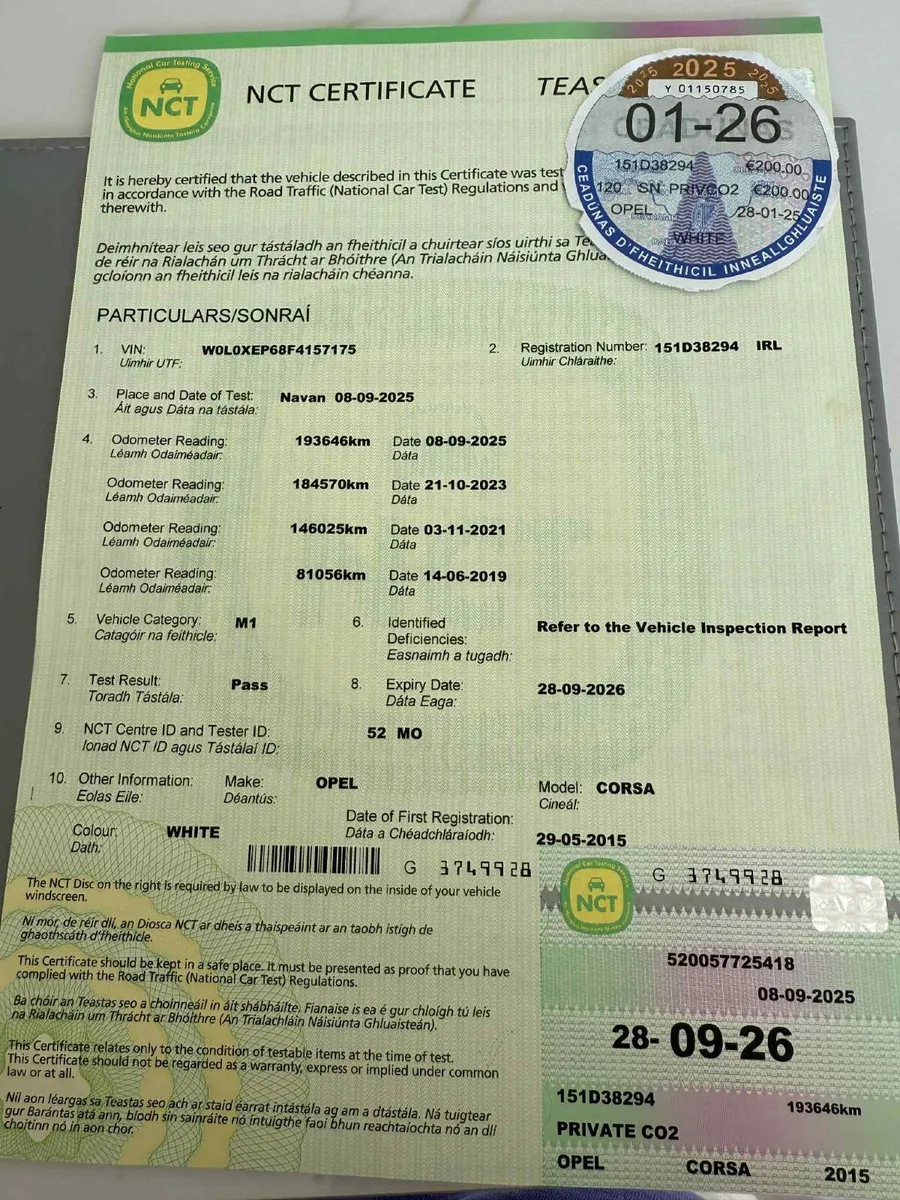 National Car Testing Service
NCT
An tSeirbhís Náisiúnta Tástála Carranna
NCT CERTIFICATE
TEAS
2025 2025 2025
Y 01150785
01-26
151D38294 €200.00
120 SN PRIVCO2 €200.00
OPEL 28-01-25
WHITE
CEADÚNAS D'FHEITHICIL INNEALLGHLUAISTE
It is hereby certified that the vehicle described in this Certificate was test
in accordance with the Road Traffic (National Car Test) Regulations and
therewith.
Deimhnítear leis seo gur tástáladh an fheithicil a chuirtear síos uirthi sa Te
de réir na Rialachán um Thrácht ar Bhóithre (An Trialacháin Náisiúnta Ghlua
gcloíonn an fheithicil leis na rialacháin chéanna.
PARTICULARS/SONRAÍ
1. VIN: W0L0XEP68F4157175
Uimhir UTF:
2. Registration Number: 151D38294 IRL
Uimhir Chláraithe:
3. Place and Date of Test: Navan 08-09-2025
Áit agus Dáta na tástála:
4. Odometer Reading: 193646km Date 08-09-2025
Léamh Odaiméadair: Dáta
Odometer Reading: 184570km Date 21-10-2023
Léamh Odaiméadair: Dáta
Odometer Reading: 146025km Date 03-11-2021
Léamh Odaiméadair: Dáta
Odometer Reading: 81056km Date 14-06-2019
Léamh Odaiméadair: Dáta
5. Vehicle Category: M1
Catagóir na feithicle:
6. Identified
Deficiencies:
Easnaimh a tugadh:
Refer to the Vehicle Inspection Report
7. Test Result: Pass
Toradh Tástála:
8. Expiry Date: 28-09-2026
Dáta Eaga:
9. NCT Centre ID and Tester ID: 52 MO
Ionad NCT ID agus Tástálaí ID:
10. Other Information: Make: OPEL
Eolas Eile: Déantús:
Model: CORSA
Cineál:
Colour: WHITE
Dath:
Date of First Registration:
Dáta a Chéadchláraíodh: 29-05-2015
G 3749928
The NCT Disc on the right is required by law to be displayed on the inside of your vehicle
windscreen.
Ní mór, de réir dlí, an Diosca NCT ar dheis a thaispeáint ar an taobh istigh de
ghaothscáth d'fheithicle.
This Certificate should be kept in a safe place. It must be presented as proof that you have
complied with the Road Traffic (National Car Test) Regulations.
Ba chóir an Teastas seo a choinneáil in áit shábháilte. Fianaise is ea é gur chlóigh tú leis
na Rialacháin um Thrácht ar Bhóithre (An Trialachláin Náisiúnta Ghluaisteán).
This Certificate relates only to the condition of testable items at the time of test.
This Certificate should not be regarded as a warranty, express or implied under common
law or at all.
Níl aon léargas sa Teastas seo ach ar staid éarraí intástála ag am a dtástála. Ná tuigtear
gur Barántas atá ann, bíodh sin sainráite nó intuigthe faoi bhun reachtaíochta nó an dlí
choitinn nó in aon chor.
G 3749928
NCT
520057725418
08-09-2025
28- 09-26
151D38294 193646km
PRIVATE CO2
OPEL CORSA 2015